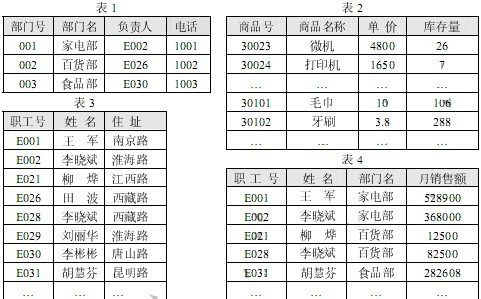 表 1
部门号 部门名 负责人 电话
001 家电部 E002 1001
002 百货部 E026 1002
003 食品部 E030 1003
表 2
商品号 商品名称 单 价 库存量
30023 微机 4800 26
30024 打印机 1650 7
… … … …
30101 毛巾 10 106
30102 牙刷 3.8 288
… … … …
表 3
职工号 姓 名 住 址
E001 王 军 南京路
E002 李晓斌 淮海路
E021 柳 烨 江西路
E026 田 波 西藏路
E028 李晓斌 西藏路
E029 刘丽华 淮海路
E030 李彬彬 唐山路
E031 胡慧芬 昆明路
… … …
表 4
职 工 号 姓 名 部门名 月销售额
E001 王 军 家电部 528900
E002 李晓斌 家电部 368000
E021 柳 烨 百货部 12500
E028 李晓斌 百货部 82500
E031 胡慧芬 食品部 282608
… … … …